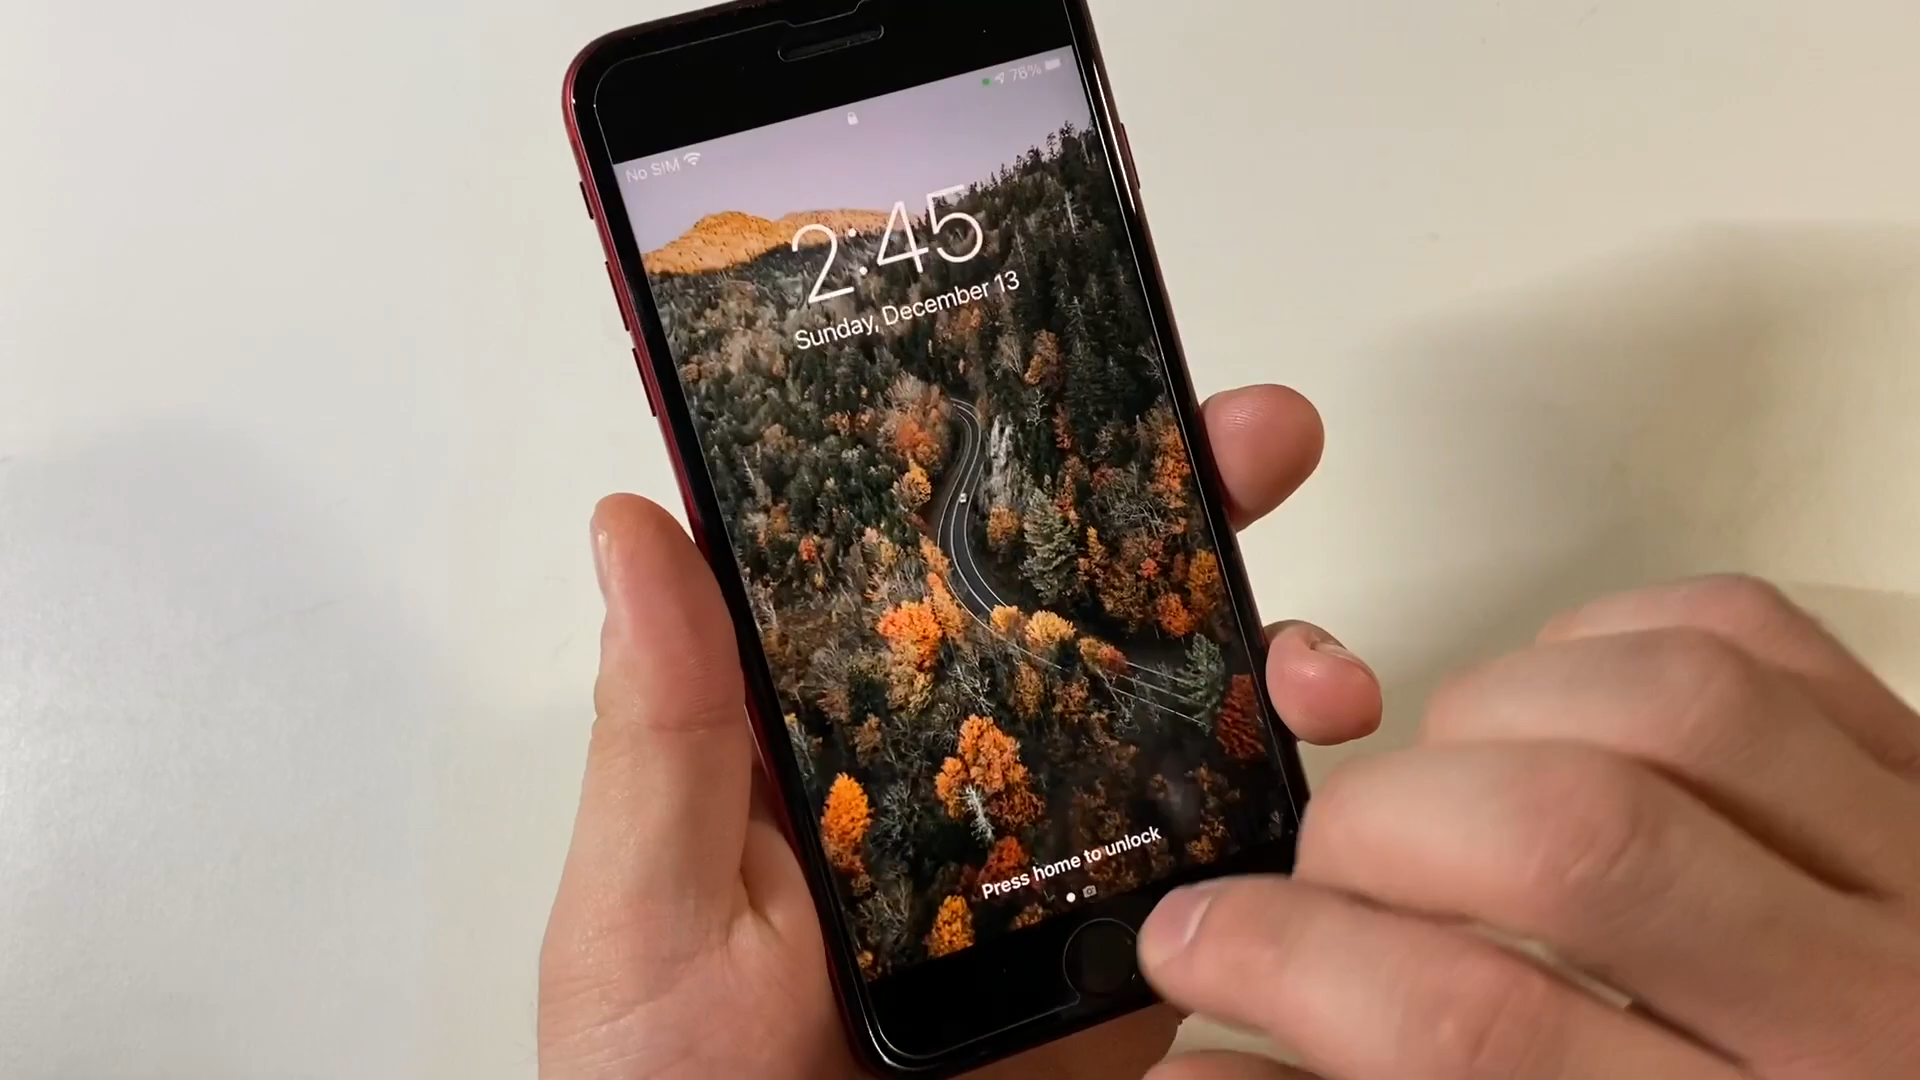 76%
No SIM
2:45
Sunday, December 13
Press home to unlock